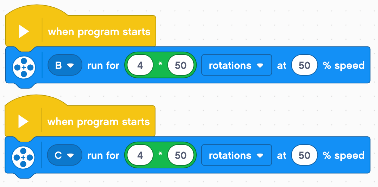 when program starts
B run for 4 * 50 rotations at 50 % speed
when program starts
C run for 4 * 50 rotations at 50 % speed